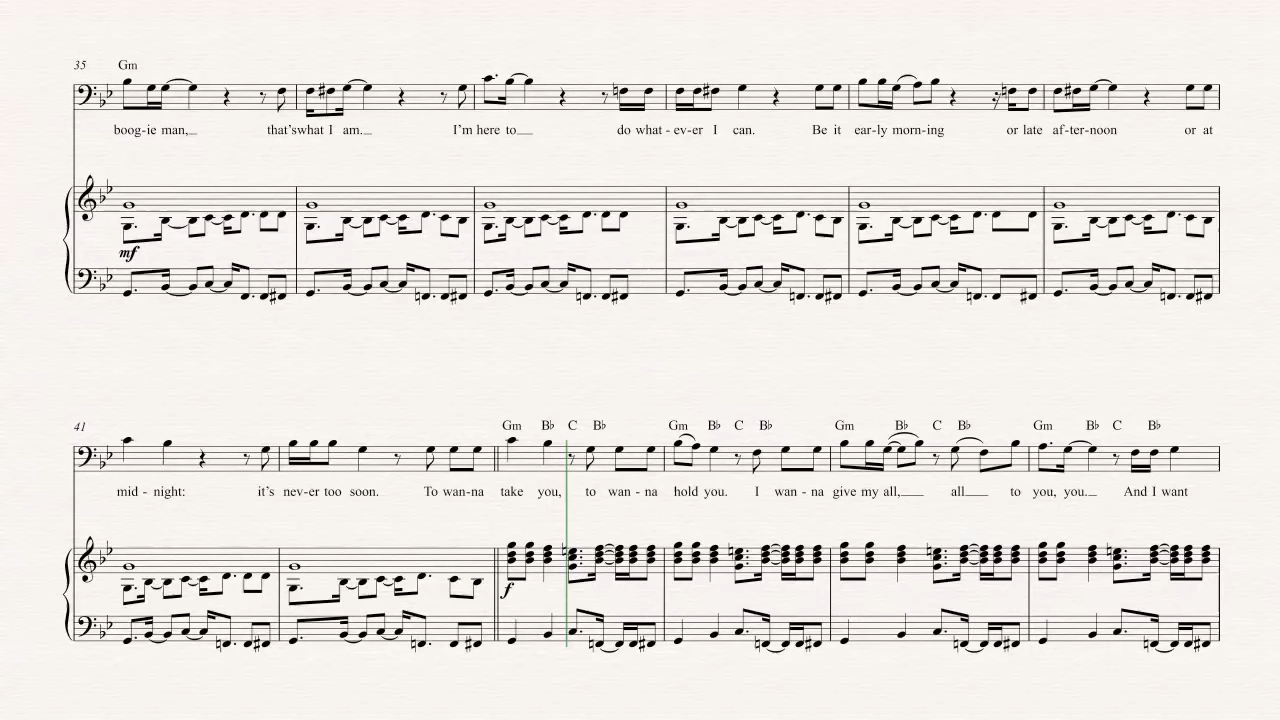 35 Gm
boog-ie man, that's what I am. I'm here to do what-ev-er I can. Be it ear-ly morn-ing or late af-ter-noon or at
mf
41 Gm B♭ C B♭ Gm B♭ C B♭ Gm B♭ C B♭ Gm B♭ C B♭
mid-night: it's nev-er too soon. To wan-na take you, to wan-na hold you. I wan-na give my all, all to you, you. And I want
f